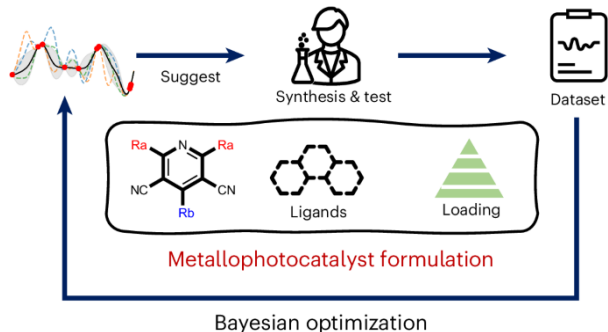 Suggest
Synthesis & test
Dataset
Ra
N
Ra
NC
CN
Rb
Ligands
Loading
Metallophotocatalyst formulation
Bayesian optimization